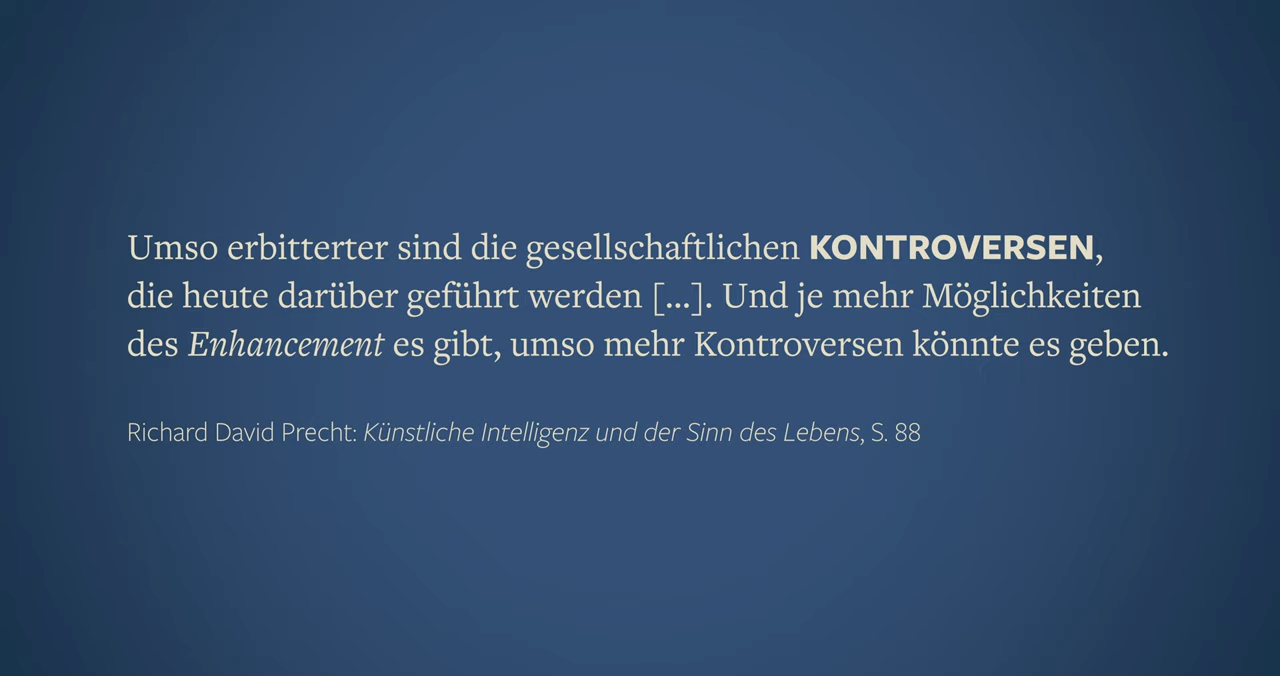 Umso erbitterter sind die gesellschaftlichen KONTROVERSEN,
die heute darüber geführt werden [...]. Und je mehr Möglichkeiten
des Enhancement es gibt, umso mehr Kontroversen könnte es geben.
Richard David Precht: Künstliche Intelligenz und der Sinn des Lebens, S. 88